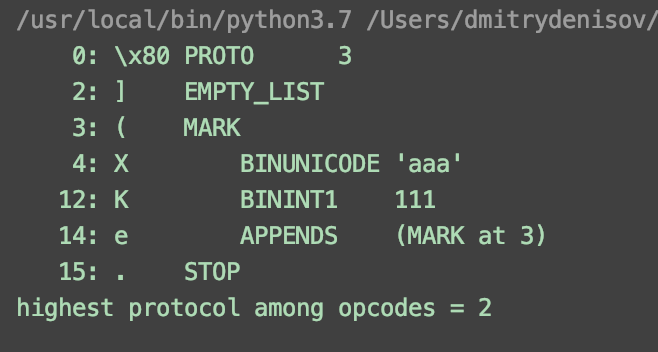 /usr/local/bin/python3.7 /Users/dmitrydenisov/
0: \x80 PROTO 3
2: ] EMPTY_LIST
3: ( MARK
4: X BINUNICODE 'aaa'
12: K BININT1 111
14: e APPENDS (MARK at 3)
15: . STOP
highest protocol among opcodes = 2